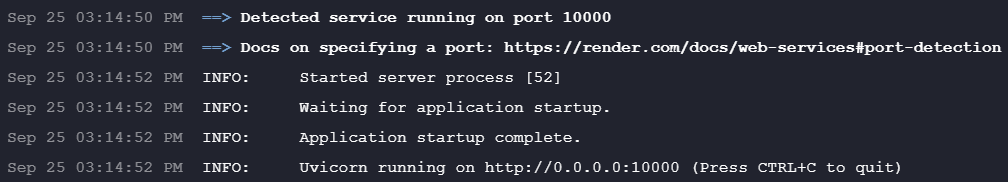 Sep 25 03:14:50 PM ==> Detected service running on port 10000
Sep 25 03:14:50 PM ==> Docs on specifying a port: https://render.com/docs/web-services#port-detection
Sep 25 03:14:52 PM INFO: Started server process [52]
Sep 25 03:14:52 PM INFO: Waiting for application startup.
Sep 25 03:14:52 PM INFO: Application startup complete.
Sep 25 03:14:52 PM INFO: Uvicorn running on http://0.0.0.0:10000 (Press CTRL+C to quit)